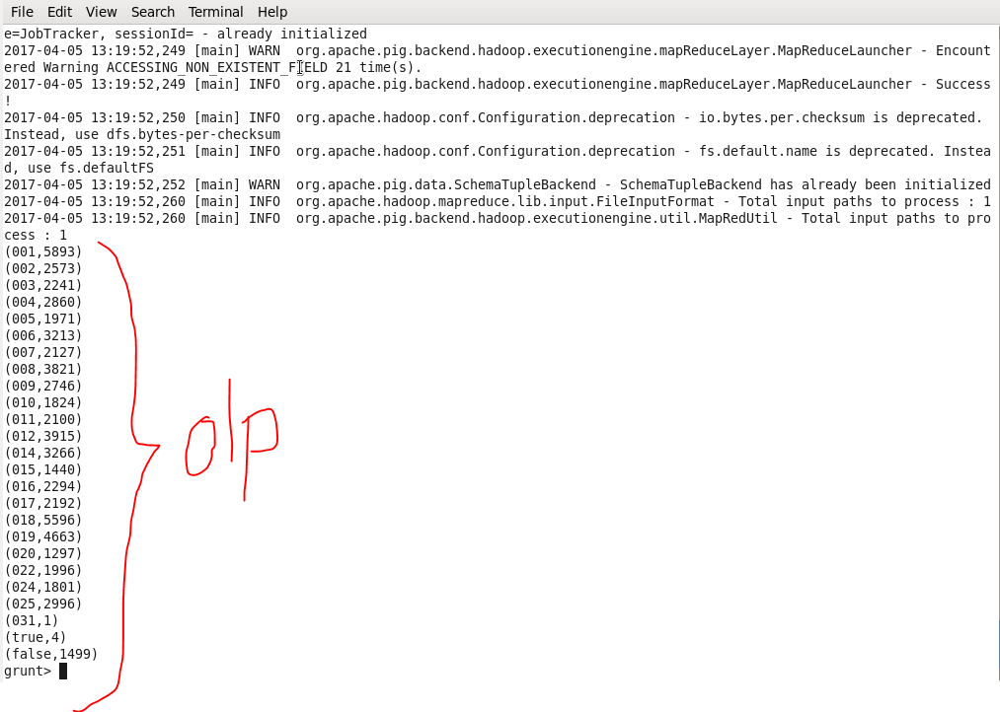 File Edit View Search Terminal Help
e=JobTracker, sessionId= - already initialized
2017-04-05 13:19:52,249 [main] WARN  org.apache.pig.backend.hadoop.executionengine.mapReduceLayer.MapReduceLauncher - Encount
ered Warning ACCESSING_NON_EXISTENT_FIELD 21 time(s).
2017-04-05 13:19:52,249 [main] INFO  org.apache.pig.backend.hadoop.executionengine.mapReduceLayer.MapReduceLauncher - Success
!
2017-04-05 13:19:52,250 [main] INFO  org.apache.hadoop.conf.Configuration.deprecation - io.bytes.per.checksum is deprecated.
Instead, use dfs.bytes-per-checksum
2017-04-05 13:19:52,251 [main] INFO  org.apache.hadoop.conf.Configuration.deprecation - fs.default.name is deprecated. Instea
d, use fs.defaultFS
2017-04-05 13:19:52,252 [main] WARN  org.apache.pig.data.SchemaTupleBackend - SchemaTupleBackend has already been initialized
2017-04-05 13:19:52,260 [main] INFO  org.apache.hadoop.mapreduce.lib.input.FileInputFormat - Total input paths to process : 1
2017-04-05 13:19:52,260 [main] INFO  org.apache.pig.backend.hadoop.executionengine.util.MapRedUtil - Total input paths to pro
cess : 1
(001,5893)
(002,2573)
(003,2241)
(004,2860)
(005,1971)
(006,3213)
(007,2127)
(008,3821)
(009,2746)
(010,1824)
(011,2100)
(012,3915)
(014,3266)
(015,1440)
(016,2294)
(017,2192)
(018,5596)
(019,4663)
(020,1297)
(022,1996)
(024,1801)
(025,2996)
(031,1)
(true,4)
(false,1499)
grunt>
o|p